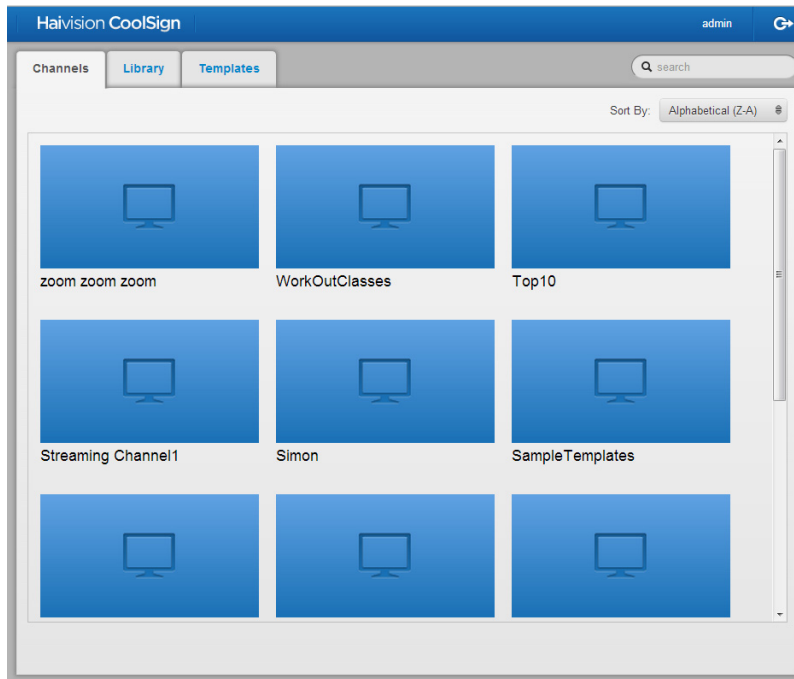 Haivision CoolSign admin
Channels Library Templates search
Sort By: Alphabetical (Z-A)
zoom zoom zoom WorkOutClasses Top10
Streaming Channel1 Simon SampleTemplates